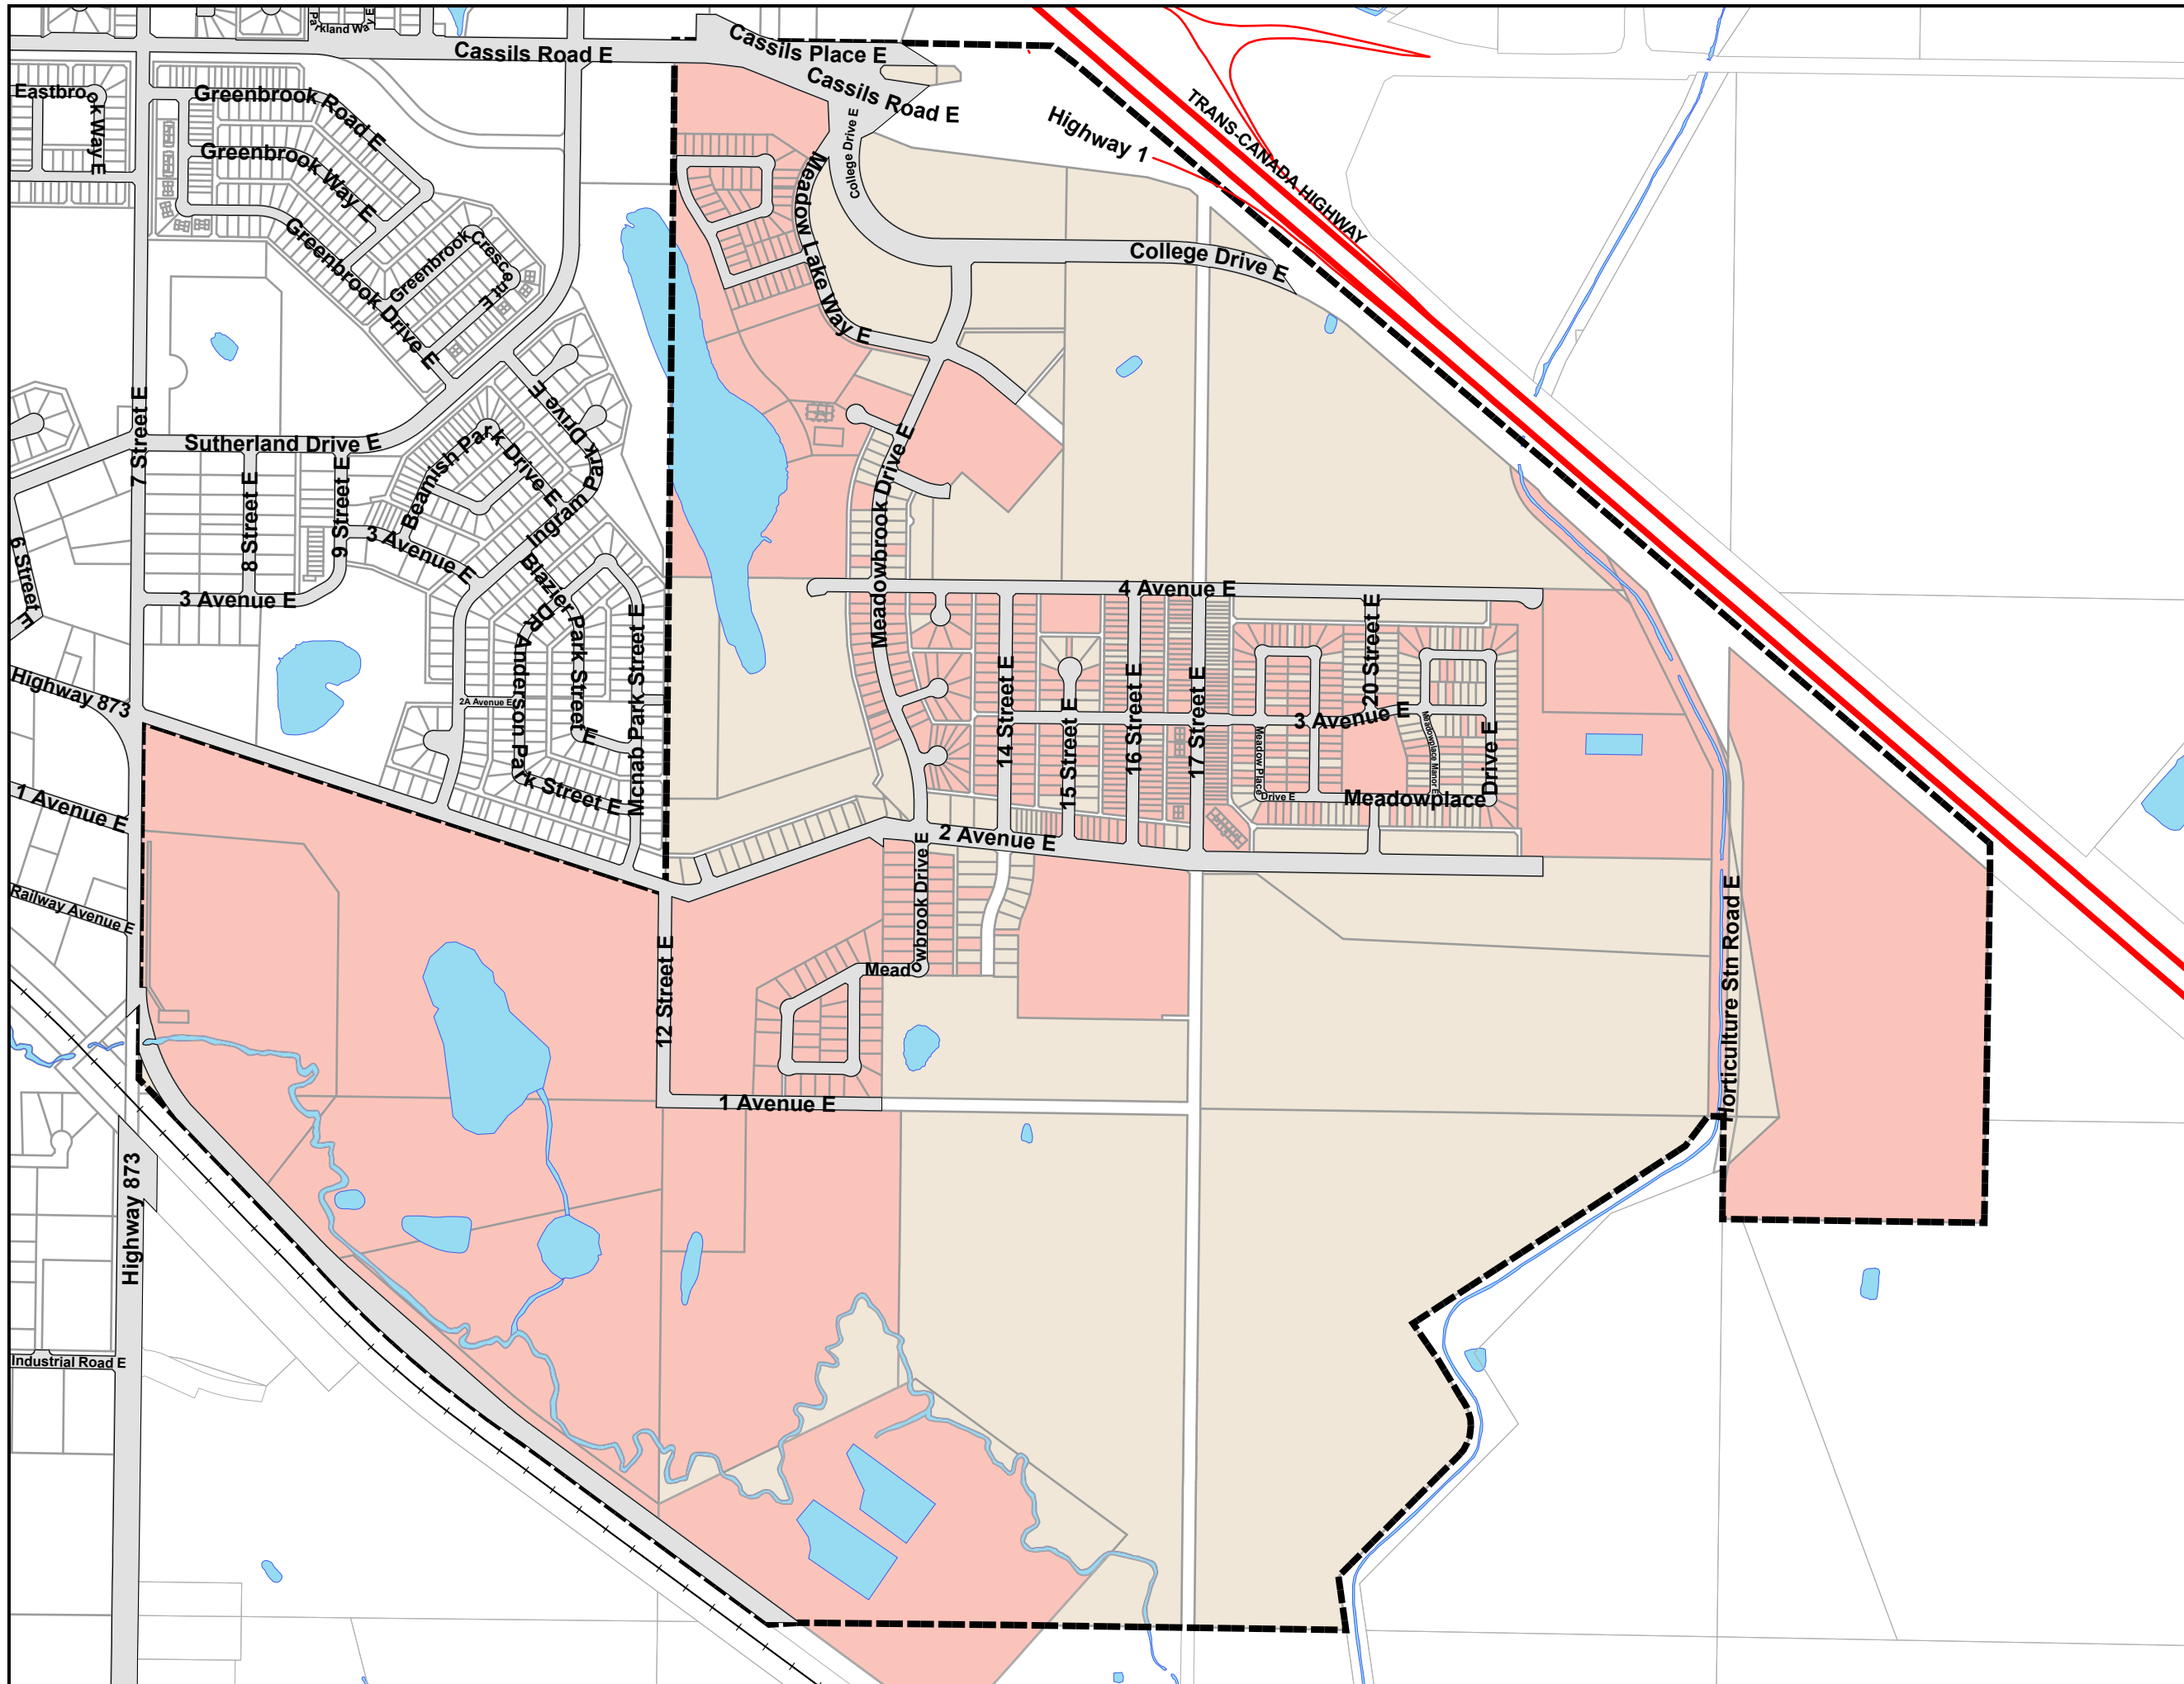 Parkland Way E
Cassils Road E
Cassils Place E
Cassils Road E
College Drive E
Highway 1
TRANS-CANADA HIGHWAY
Eastbrook Way E
Greenbrook Road E
Greenbrook Way E
Greenbrook Drive E
Greenbrook Crescent E
Meadow Lake Way E
College Drive E
7 Street E
Sutherland Drive E
8 Street E
9 Street E
Beamish Park Drive E
Ingram Park Drive E
3 Avenue E
3 Avenue E
6 Street E
Blazier Park Street E
DR Anderson Park Street E
2A Avenue E
Mcnab Park Street E
Meadowbrook Drive E
4 Avenue E
14 Street E
15 Street E
16 Street E
17 Street E
20 Street E
3 Avenue E
Meadow Place
Drive E
Meadowplace Manor E
Meadowplace Drive E
2 Avenue E
Highway 873
1 Avenue E
Railway Avenue E
Meadowbrook Drive E
12 Street E
1 Avenue E
Horticulture Stn Road E
Highway 873
Industrial Road E